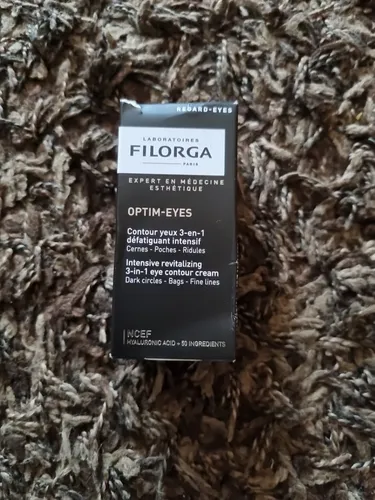 REGARD-EYES
LABORATOIRES
FILORGA
PARIS
EXPERT EN MÉDECINE
ESTHÉTIQUE
OPTIM-EYES
Contour yeux 3-en-1
défatiguant intensif
Cernes - Poches - Ridules
Intensive revitalizing
3-in-1 eye contour cream
Dark circles - Bags - Fine lines
NCEF
HYALURONIC ACID + 50 INGREDIENTS